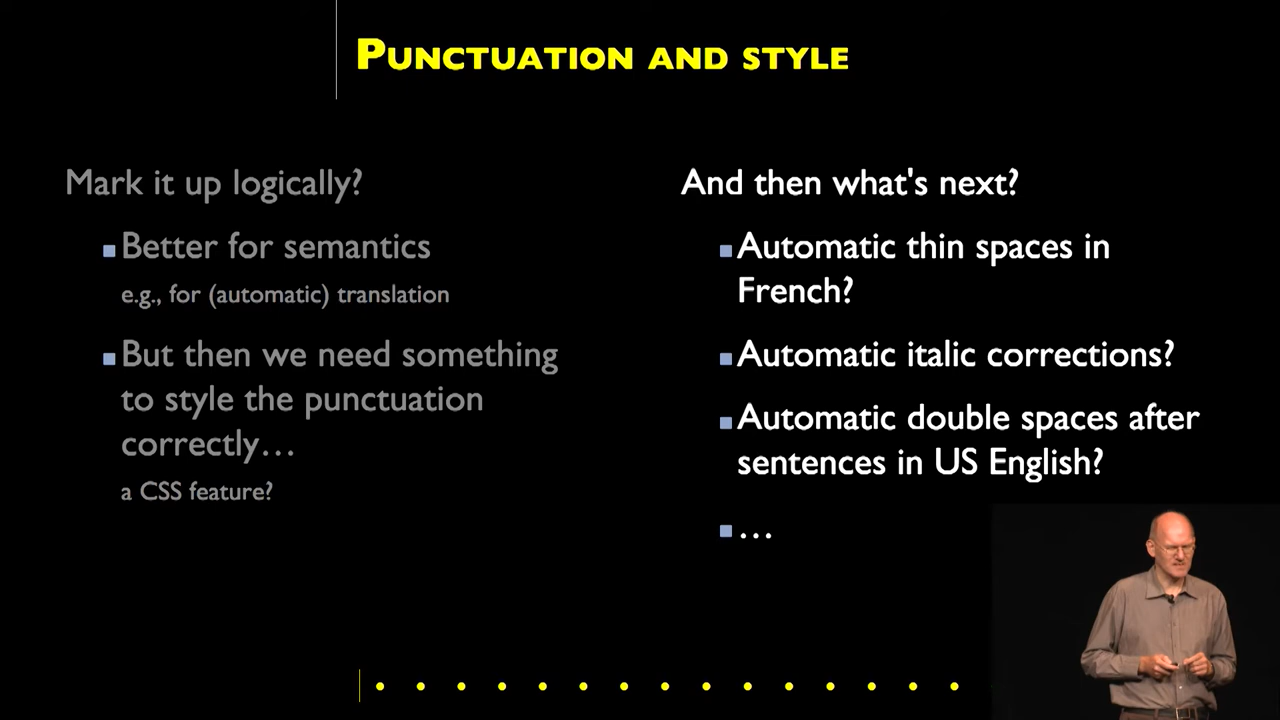 PUNCTUATION AND STYLE
Mark it up logically?
Better for semantics
e.g., for (automatic) translation
But then we need something
to style the punctuation
correctly…
a CSS feature?
And then what's next?
Automatic thin spaces in
French?
Automatic italic corrections?
Automatic double spaces after
sentences in US English?
…